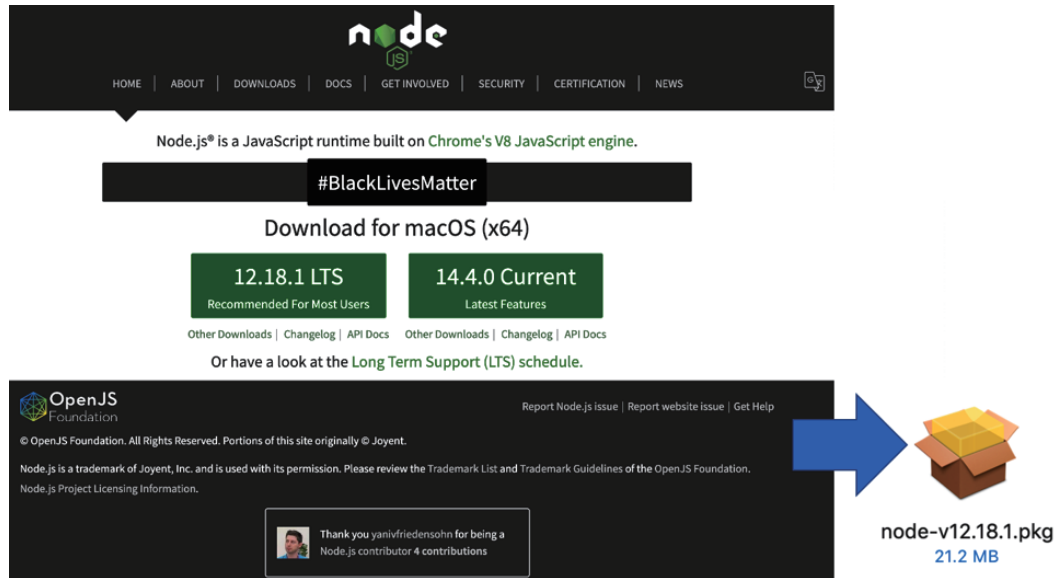 node
JS
HOME | ABOUT | DOWNLOADS | DOCS | GET INVOLVED | SECURITY | CERTIFICATION | NEWS
Node.js® is a JavaScript runtime built on Chrome's V8 JavaScript engine.
#BlackLivesMatter
Download for macOS (x64)
12.18.1 LTS
Recommended For Most Users
14.4.0 Current
Latest Features
Other Downloads | Changelog | API Docs
Other Downloads | Changelog | API Docs
Or have a look at the Long Term Support (LTS) schedule.
OpenJS
Foundation
Report Node.js issue | Report website issue | Get Help
© OpenJS Foundation. All Rights Reserved. Portions of this site originally © Joyent.
Node.js is a trademark of Joyent, Inc. and is used with its permission. Please review the Trademark List and Trademark Guidelines of the OpenJS Foundation.
Node.js Project Licensing Information.
Thank you yanivfriedensohn for being a
Node.js contributor 4 contributions
node-v12.18.1.pkg
21.2 MB